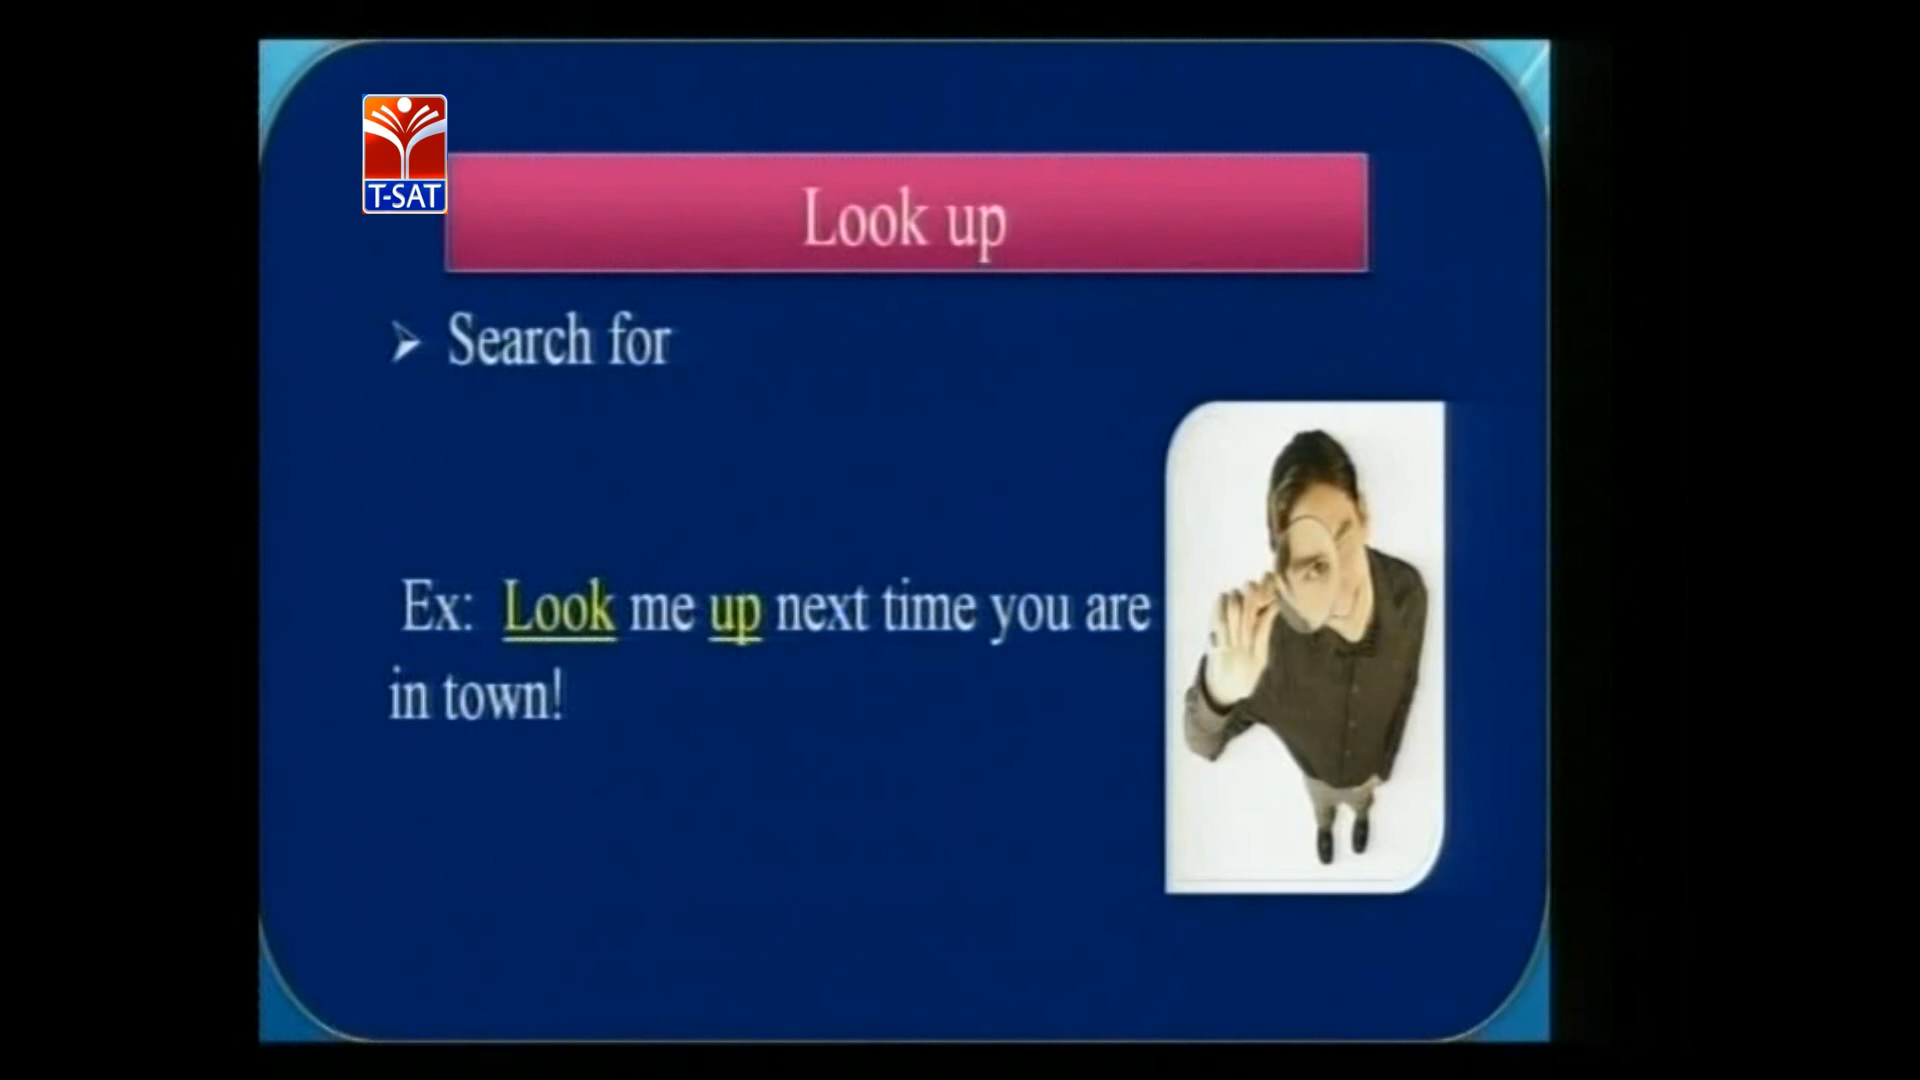 T-SAT
Look up
Search for
Ex: Look me up next time you are
in town!